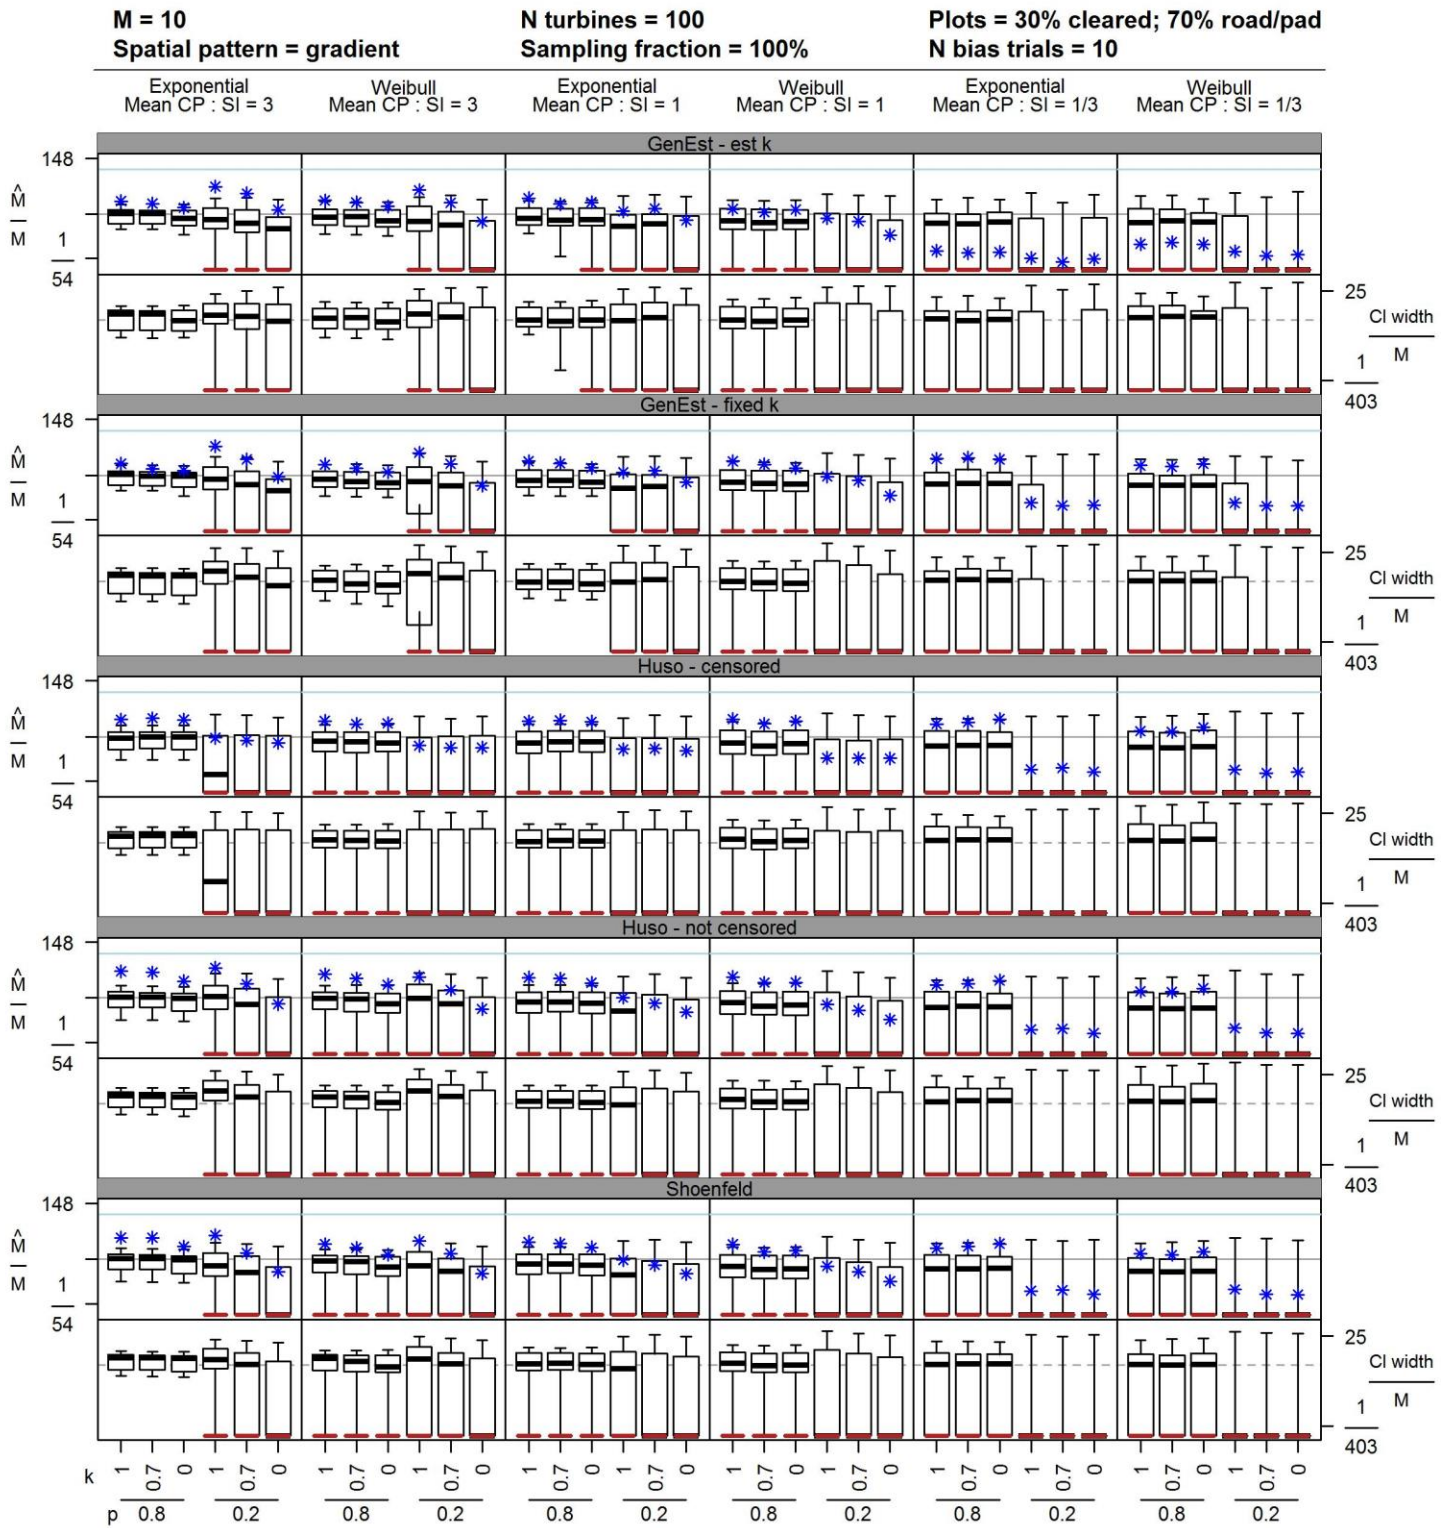 M = 10 N turbines = 100 Plots = 30% cleared; 70% road/pad
Spatial pattern = gradient Sampling fraction = 100% N bias trials = 10
Exponential Weibull Exponential Weibull Exponential Weibull
Mean CP : SI = 3 Mean CP : SI = 3 Mean CP : SI = 1 Mean CP : SI = 1 Mean CP : SI = 1/3 Mean CP : SI = 1/3
GenEst - est k
148
M̂
M
1
54
25
CI width
M
1
403
GenEst - fixed k
148
M̂
M
1
54
25
CI width
M
1
403
Huso - censored
148
M̂
M
1
54
25
CI width
M
1
403
Huso - not censored
148
M̂
M
1
54
25
CI width
M
1
403
Shoenfeld
148
M̂
M
1
54
25
CI width
M
1
403
k 1 0.7 0 1 0.7 0 1 0.7 0 1 0.7 0 1 0.7 0 1 0.7 0 1 0.7 0 1 0.7 0 1 0.7 0 1 0.7 0 1 0.7 0 1 0.7 0
p 0.8 0.2 0.8 0.2 0.8 0.2 0.8 0.2 0.8 0.2 0.8 0.2